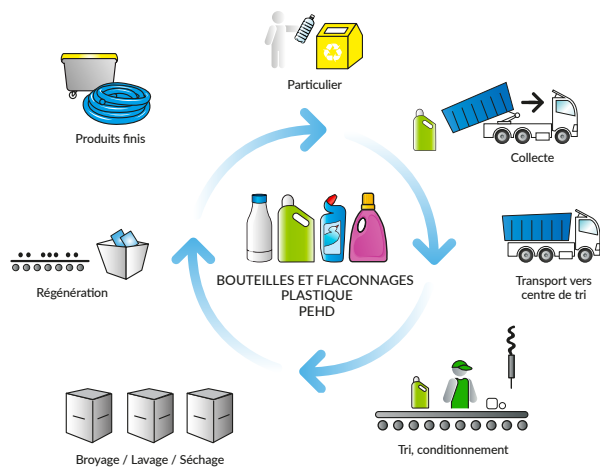 Particulier
Collecte
Transport vers
centre de tri
Tri, conditionnement
Broyage / Lavage / Séchage
Régénération
Produits finis
BOUTEILLES ET FLACONNAGES
PLASTIQUE
PEHD